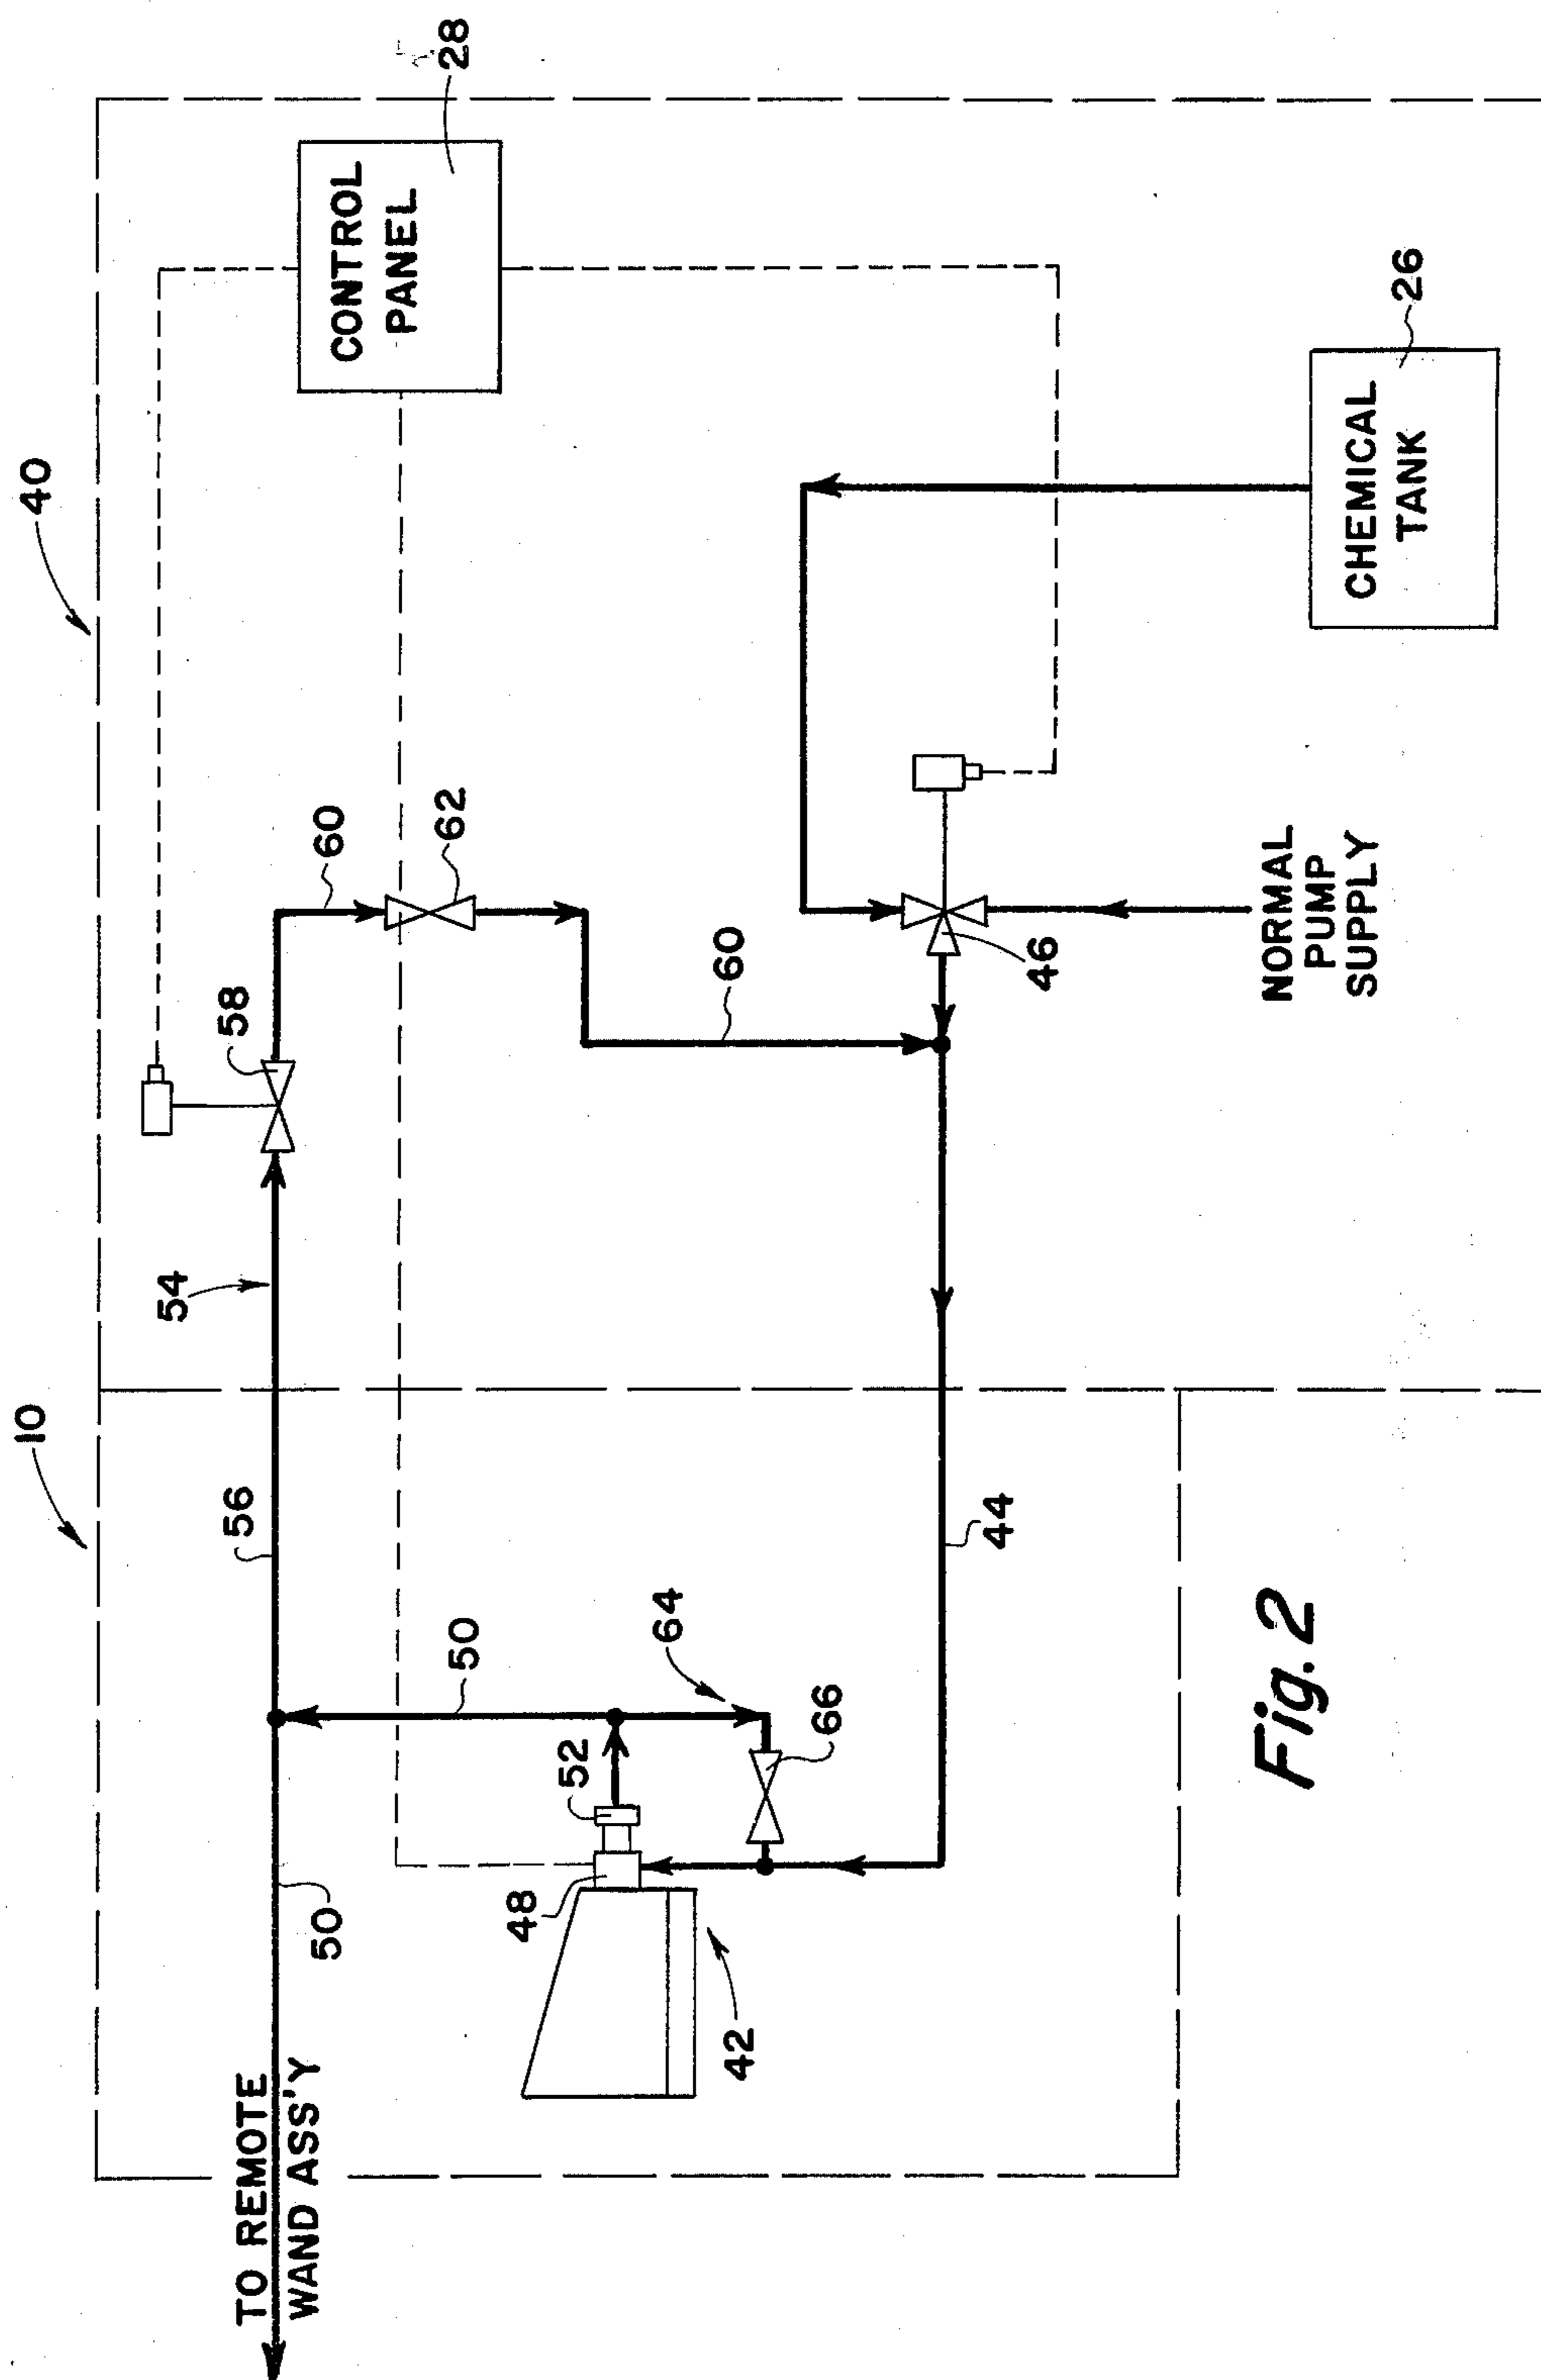 10
40
TO REMOTE
WAND ASS'Y
50
56
54
58
60
62
28
CONTROL
PANEL
50
52
48
42
64
66
60
44
46
NORMAL
PUMP
SUPPLY
26
CHEMICAL
TANK
Fig. 2